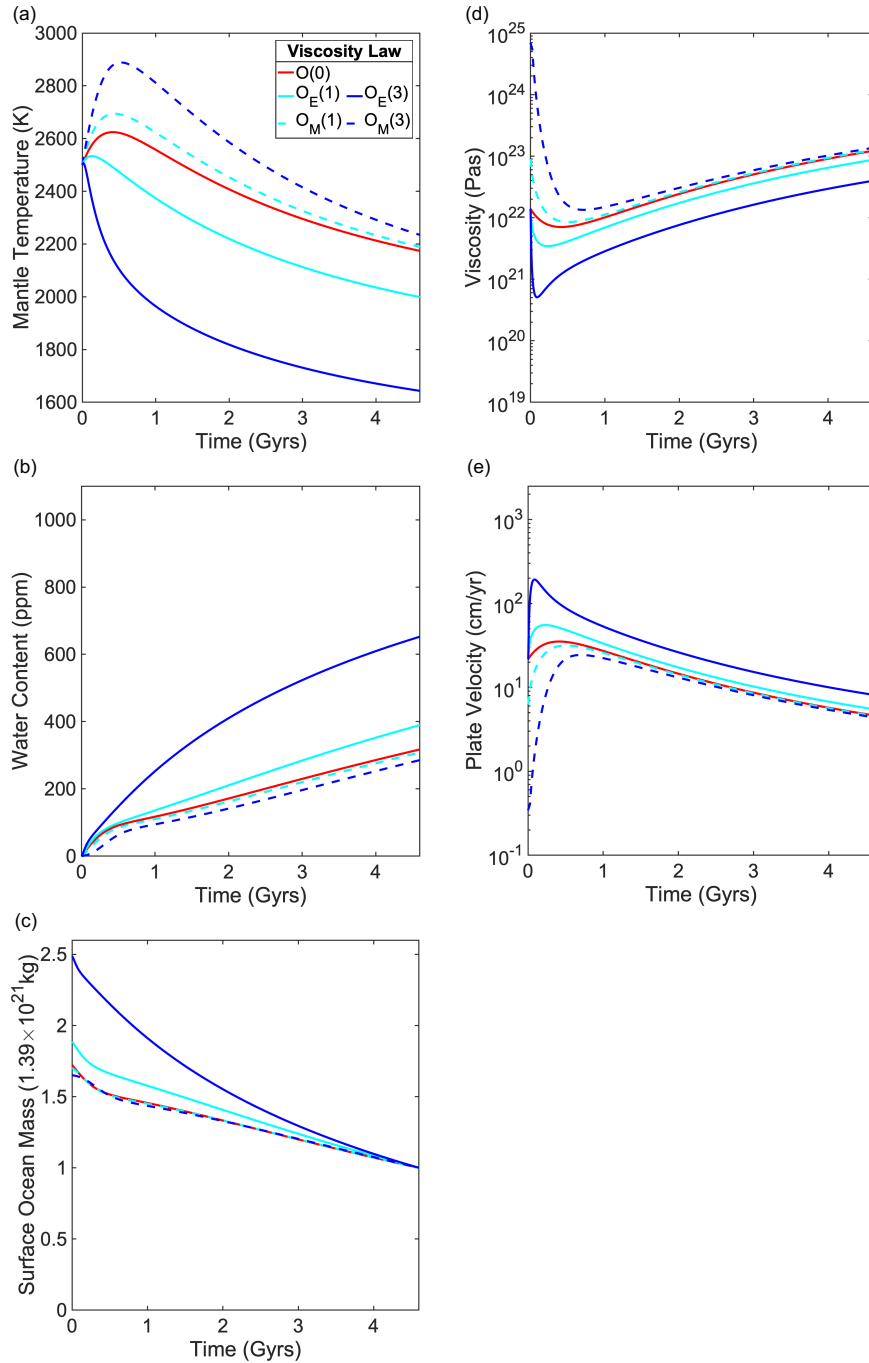 (a)
3000
2800
2600
2400
2200
2000
1800
1600
Mantle Temperature (K)
0 1 2 3 4
Time (Gyrs)
Viscosity Law
O(0)
O_E(1) O_E(3)
O_M(1) O_M(3)
(d)
10^25
10^24
10^23
10^22
10^21
10^20
10^19
Viscosity (Pas)
0 1 2 3 4
Time (Gyrs)
(b)
1000
800
600
400
200
0
Water Content (ppm)
0 1 2 3 4
Time (Gyrs)
(e)
10^3
10^2
10^1
10^0
10^-1
Plate Velocity (cm/yr)
0 1 2 3 4
Time (Gyrs)
(c)
2.5
2
1.5
1
0.5
0
Surface Ocean Mass (1.39×10^21kg)
0 1 2 3 4
Time (Gyrs)